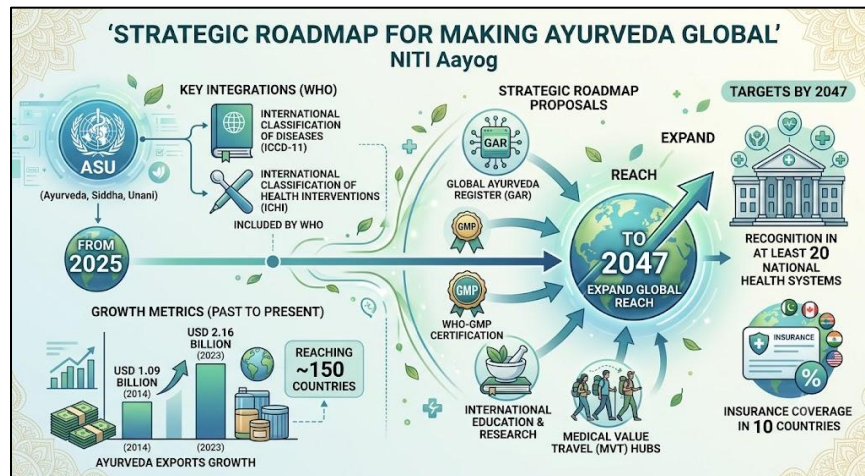 'STRATEGIC ROADMAP FOR MAKING AYURVEDA GLOBAL'
NITI Aayog
KEY INTEGRATIONS (WHO)
ASU
(Ayurveda, Siddha, Unani)
INTERNATIONAL
CLASSIFICATION
OF DISEASES
(ICCD-11)
INTERNATIONAL
CLASSIFICATION OF
HEALTH INTERVENTIONS
(ICHI)
INCLUDED BY WHO
FROM
2025
GROWTH METRICS (PAST TO PRESENT)
USD 1.09
BILLION
(2014)
USD 2.16
BILLION
(2023)
(2014)
(2023)
AYURVEDA EXPORTS GROWTH
REACHING
~150
COUNTRIES
STRATEGIC ROADMAP
PROPOSALS
GAR
GLOBAL AYURVEDA
REGISTER (GAR)
GMP
GMP
WHO-GMP
CERTIFICATION
INTERNATIONAL
EDUCATION &
RESEARCH
MEDICAL VALUE
TRAVEL (MVT) HUBS
REACH
EXPAND
TO
2047
EXPAND GLOBAL
REACH
TARGETS BY 2047
RECOGNITION IN
AT LEAST 20
NATIONAL
HEALTH SYSTEMS
INSURANCE
%
INSURANCE COVERAGE
IN 10 COUNTRIES